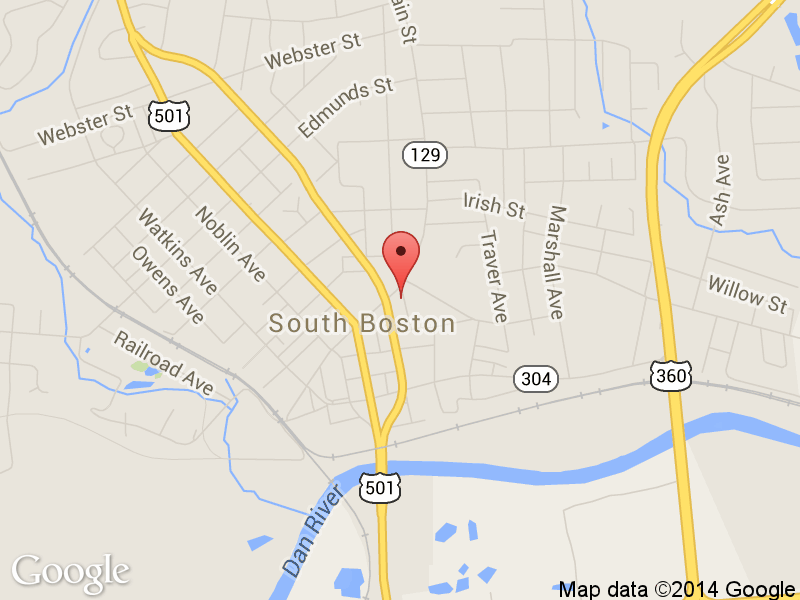 ain St
Webster St
Edmunds St
Webster St
501
129
Ash Ave
Irish St
Noblin Ave
Marshall Ave
Watkins Ave
Traver Ave
Owens Ave
Willow St
South Boston
Railroad Ave
304
360
501
Dan River
Google
Map data ©2014 Google